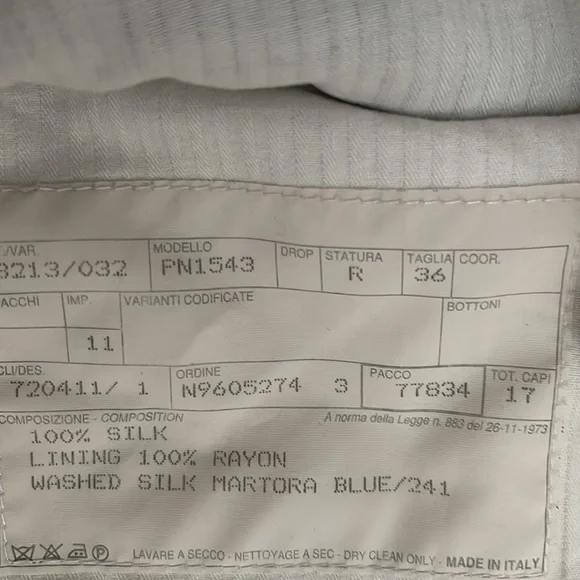 ./VAR. MODELLO DROP STATURA TAGLIA COOR.
3213/032 PN1543 R 36
ACCHI IMP. VARIANTI CODIFICATE BOTTONI
11
CLI/DES. ORDINE PACCO TOT. CAPI
720411/ 1 N9605274 3 77834 17
COMPOSIZIONE - COMPOSITION A norma della Legge n. 883 del 26-11-1973
100% SILK
LINING 100% RAYON
WASHED SILK MARTORA BLUE/241
P LAVARE A SECCO - NETTOYAGE A SEC - DRY CLEAN ONLY - MADE IN ITALY